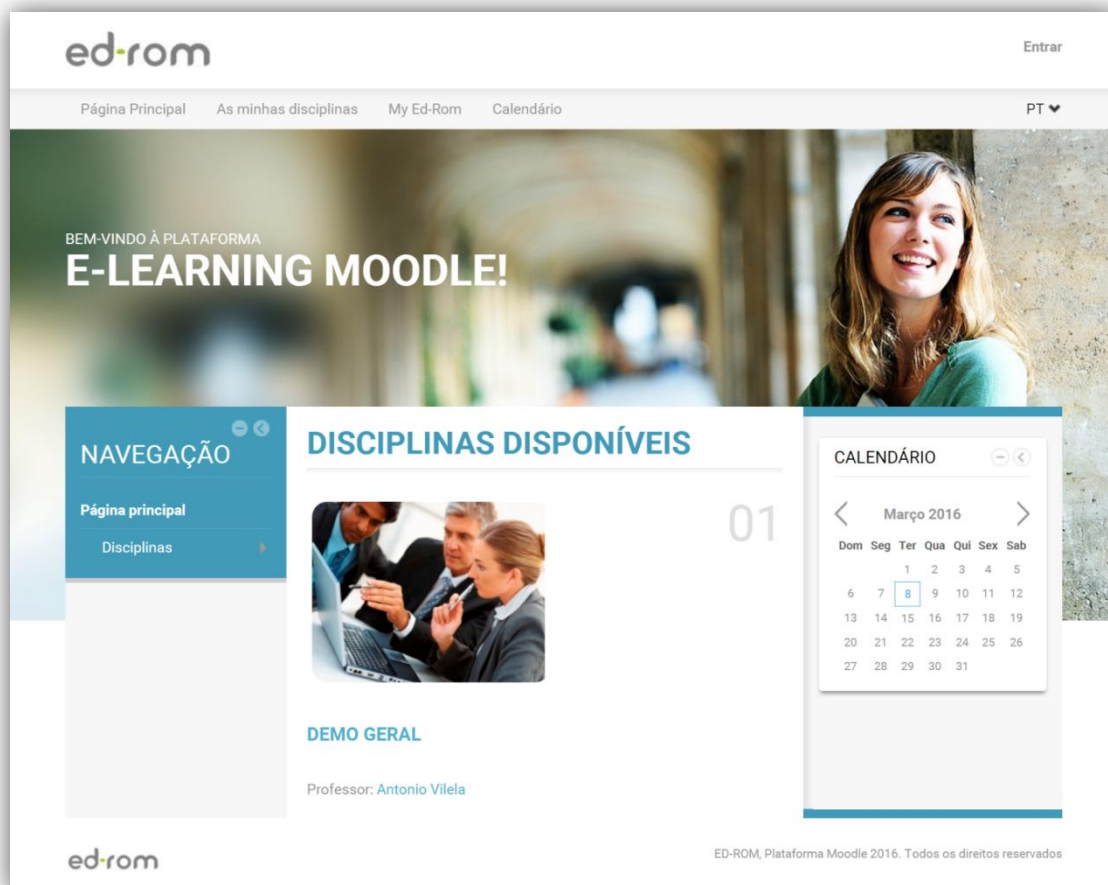 ed-rom
Entrar
Página Principal As minhas disciplinas My Ed-Rom Calendário
PT
BEM-VINDO À PLATAFORMA
E-LEARNING MOODLE!
NAVEGAÇÃO
Página principal
Disciplinas
DISCIPLINAS DISPONÍVEIS
01
DEMO GERAL
Professor: Antonio Vilela
CALENDÁRIO
Março 2016
Dom Seg Ter Qua Qui Sex Sab
1 2 3 4 5
6 7 8 9 10 11 12
13 14 15 16 17 18 19
20 21 22 23 24 25 26
27 28 29 30 31
ed-rom
ED-ROM, Plataforma Moodle 2016. Todos os direitos reservados